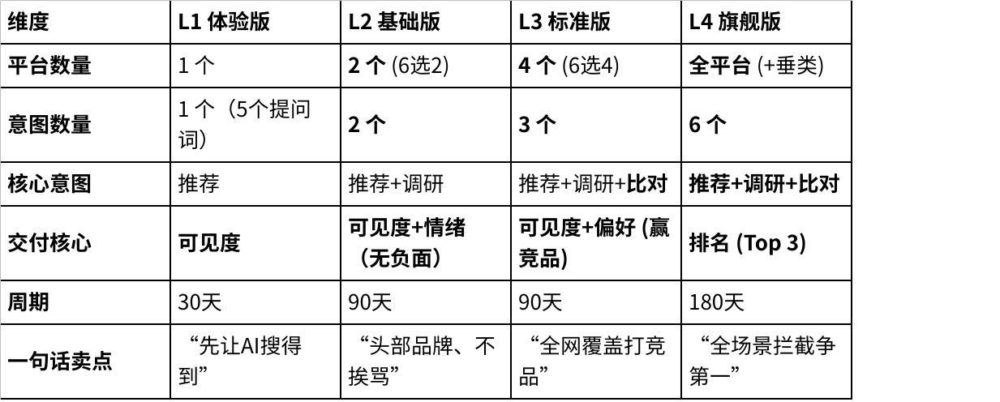 维度 L1 体验版 L2 基础版 L3 标准版 L4 旗舰版
平台数量 1 个 2 个 (6选2) 4 个 (6选4) 全平台 (+垂类)
意图数量 1 个（5个提问词） 2 个 3 个 6 个
核心意图 推荐 推荐+调研 推荐+调研+比对 推荐+调研+比对
交付核心 可见度 可见度+情绪（无负面） 可见度+偏好 (赢竞品) 排名 (Top 3)
周期 30天 90天 90天 180天
一句话卖点 “先让AI搜得到” “头部品牌、不挨骂” “全网覆盖打竞品” “全场景拦截争第一”